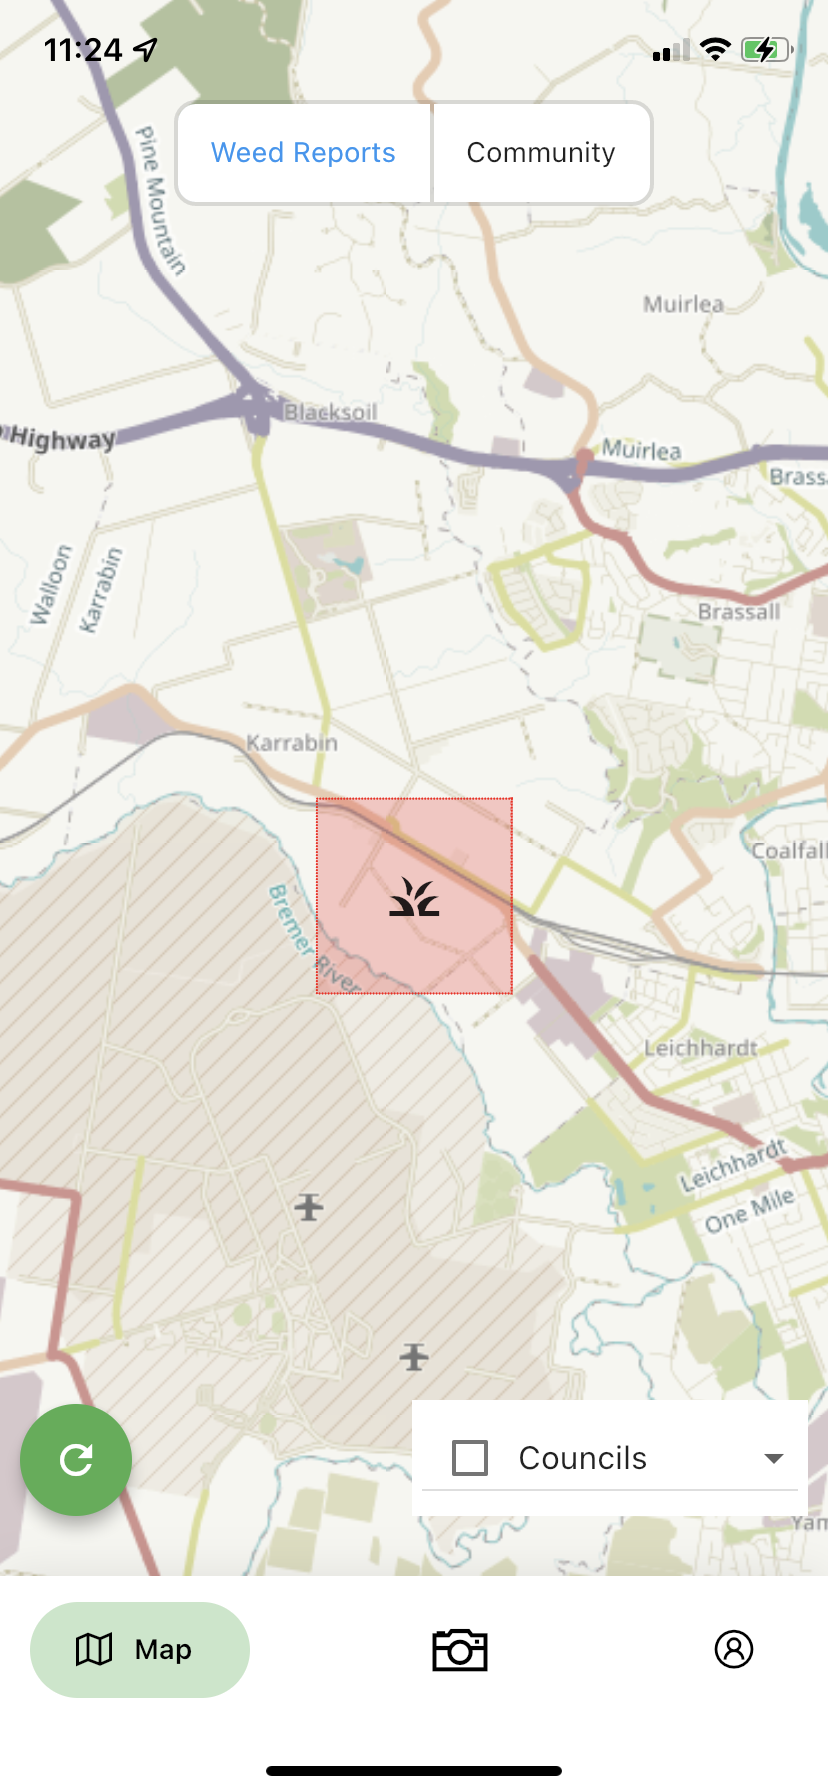 11:24
Weed Reports
Community
Pine Mountain
Muirlea
Blacksoil
Highway
Muirlea
Brass
Walloon
Karrabin
Brassall
Karrabin
Coalfall
Bremer River
Leichhardt
Leichhardt
One Mile
Councils
Yam
Map